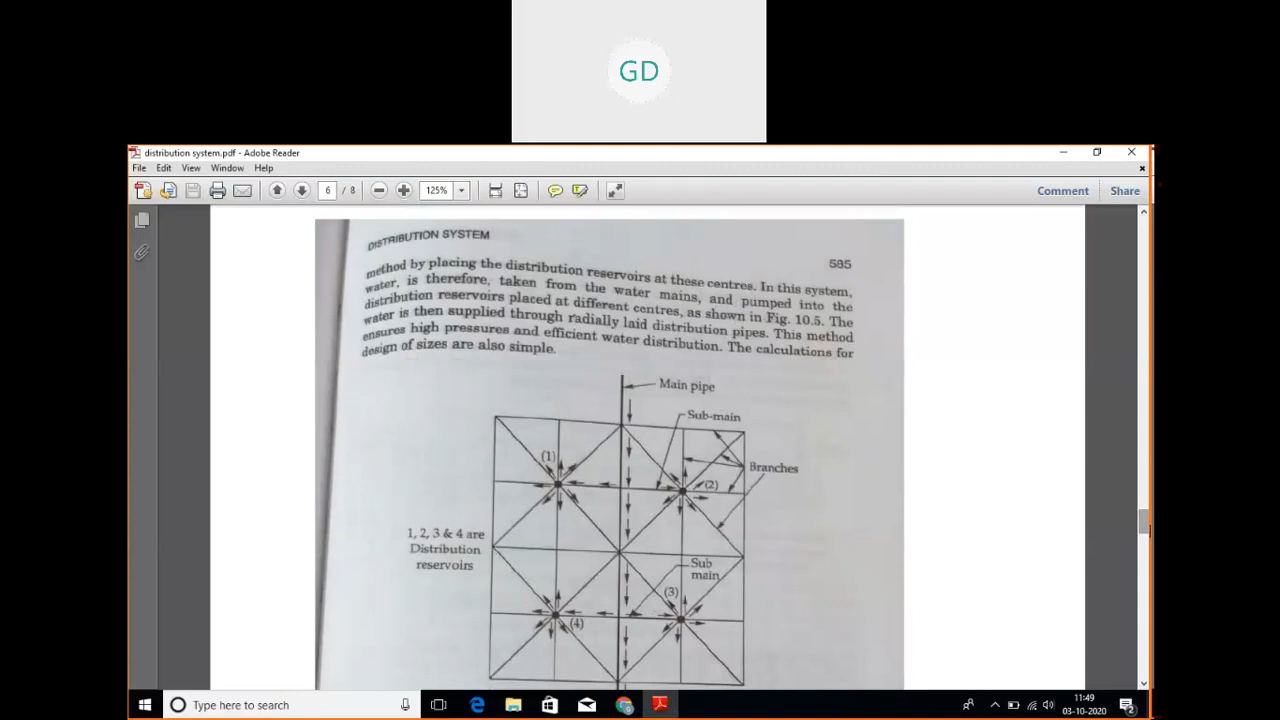 GD
distribution system.pdf - Adobe Reader
File Edit View Window Help
6 / 8 125% Comment Share
DISTRIBUTION SYSTEM 585
method by placing the distribution reservoirs at these centres. In this system,
water, is therefore, taken from the water mains, and pumped into the
distribution reservoirs placed at different centres, as shown in Fig. 10.5. The
water is then supplied through radially laid distribution pipes. This method
ensures high pressures and efficient water distribution. The calculations for
design of sizes are also simple.
Main pipe
Sub-main
(1)
Branches
(2)
1, 2, 3 & 4 are
Distribution
reservoirs
Sub
main
(3)
(4)
Type here to search
11:49
03-10-2020
2